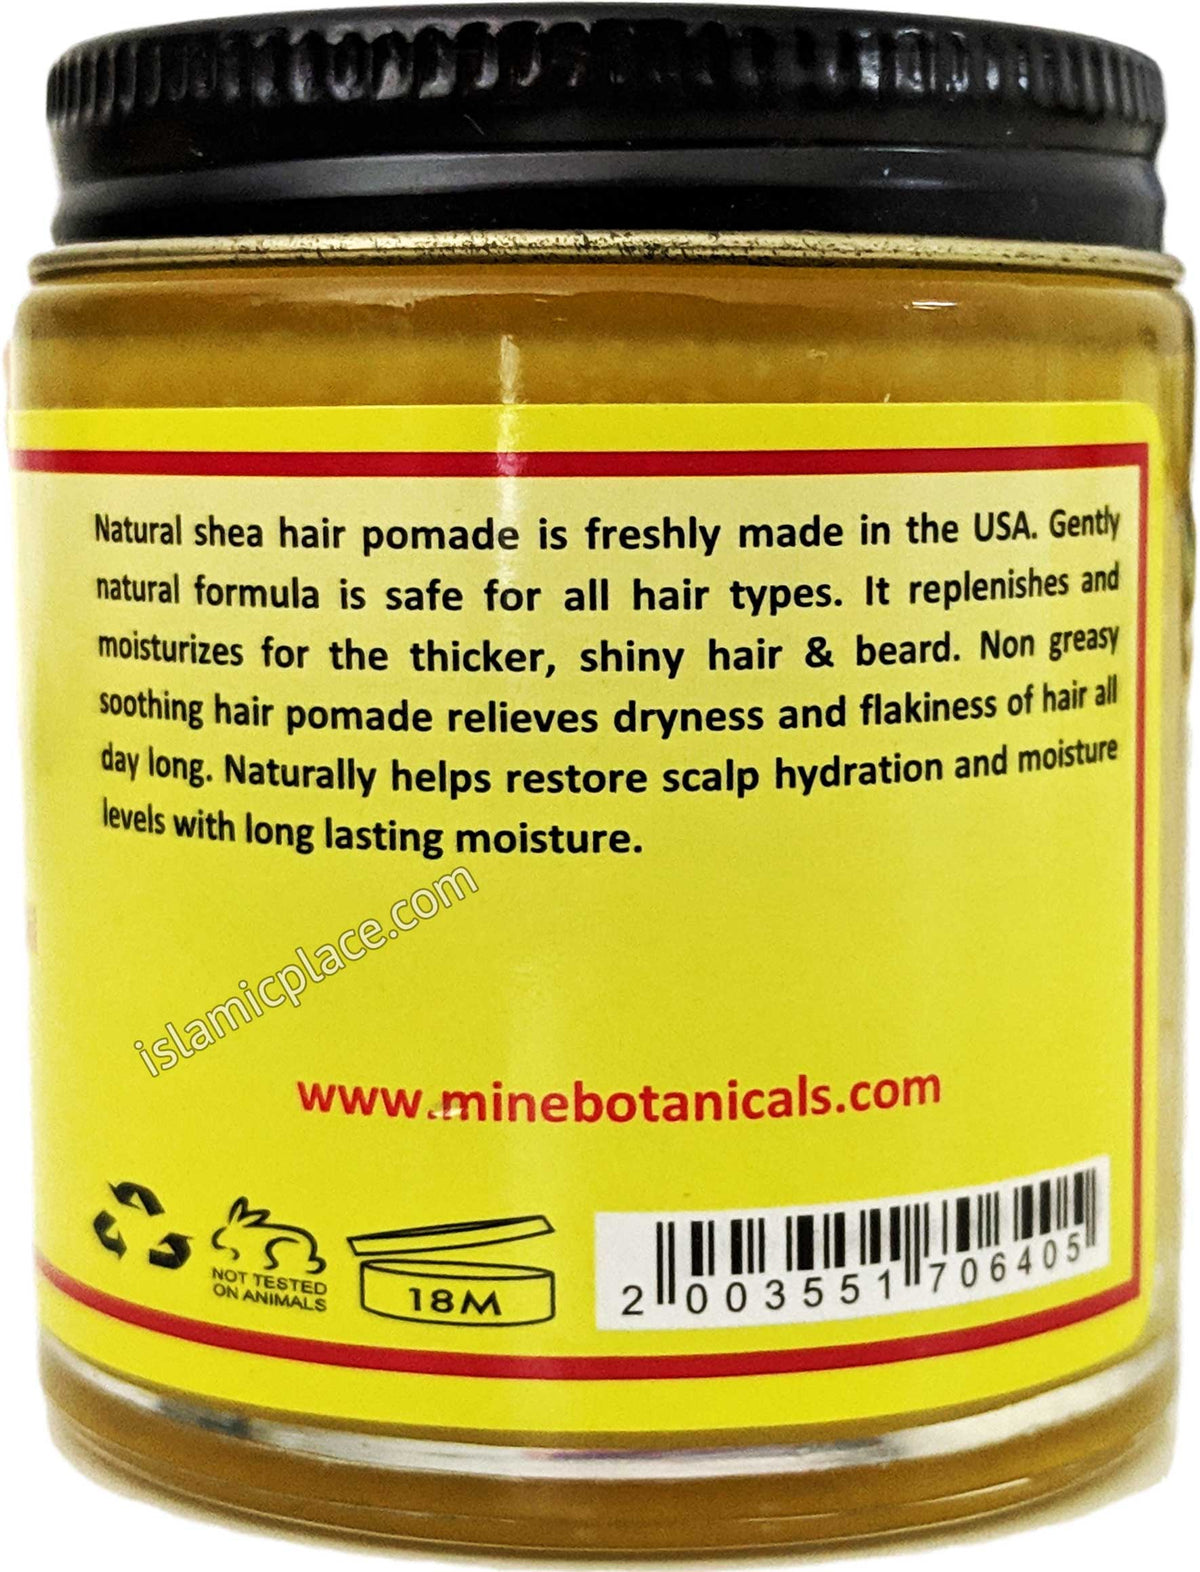 Natural shea hair pomade is freshly made in the USA. Gently
natural formula is safe for all hair types. It replenishes and
moisturizes for the thicker, shiny hair & beard. Non greasy
soothing hair pomade relieves dryness and flakiness of hair all
day long. Naturally helps restore scalp hydration and moisture
levels with long lasting moisture.
islamicplace.com
www.minebotanicals.com
NOT TESTED
ON ANIMALS
18M
2 003551 706405